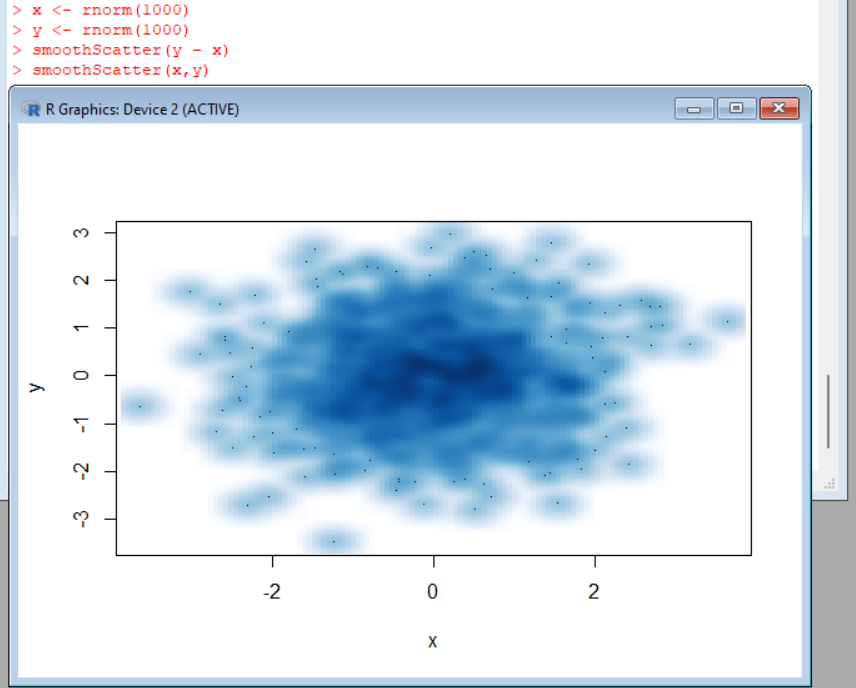 > x <- rnorm(1000)
> y <- rnorm(1000)
> smoothScatter(y - x)
> smoothScatter(x,y)
R Graphics: Device 2 (ACTIVE)
3
2
1
0
-1
-2
-3
y
-2 0 2
x